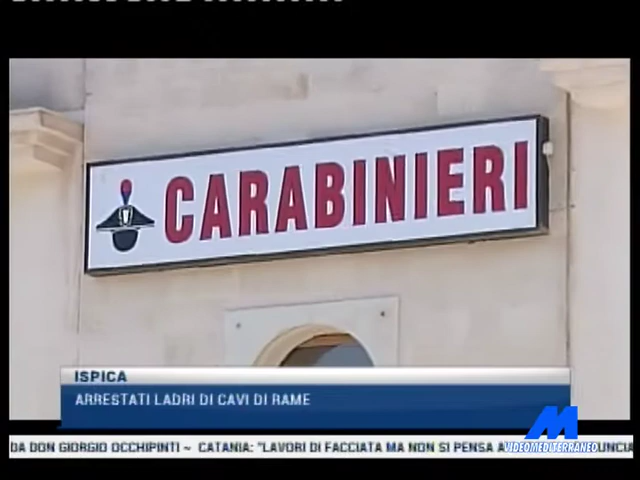 CARABINIERI
ISPICA
ARRESTATI LADRI DI CAVI DI RAME
VIDEOMEDITERRANEO
DA DON GIORGIO OCCHIPINTI ~ CATANIA: "LAVORI DI FACCIATA MA NON SI PENSA A